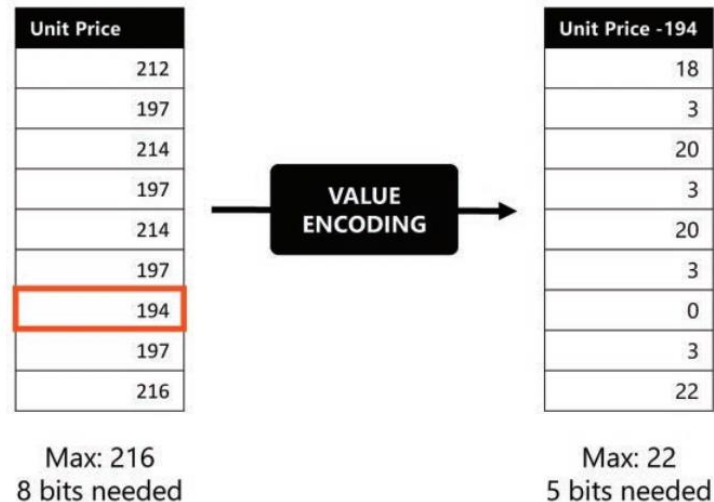 Unit Price
212
197
214
197
214
197
194
197
216
Max: 216
8 bits needed
VALUE
ENCODING
Unit Price -194
18
3
20
3
20
3
0
3
22
Max: 22
5 bits needed